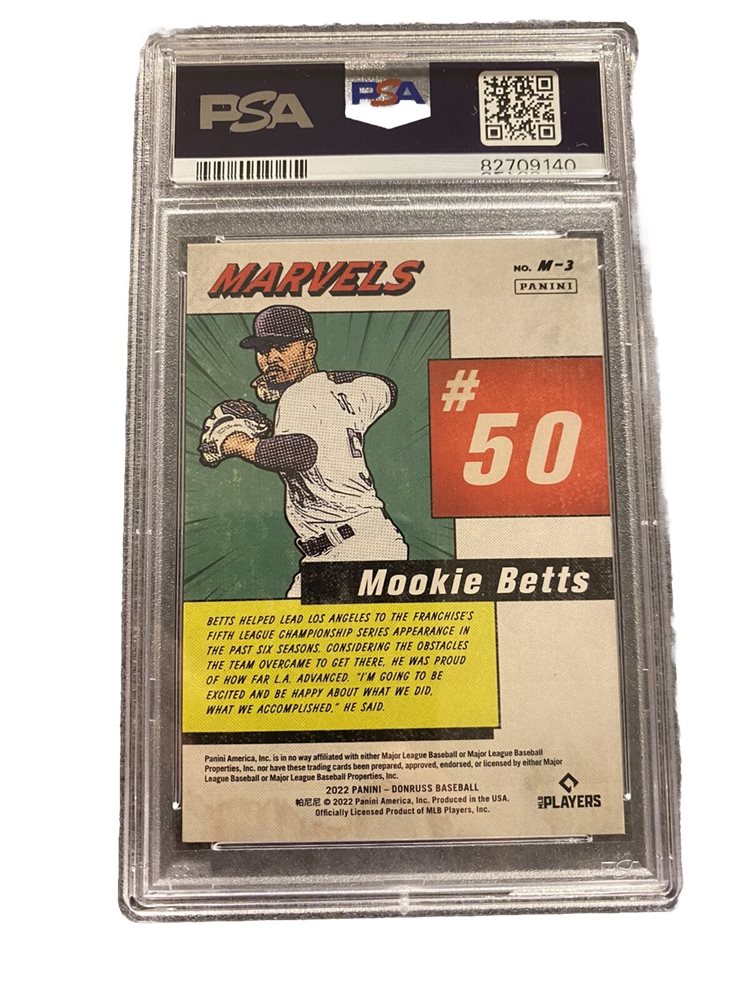 PSA
PSA
82709140
MARVELS
NO. M-3
PANINI
#
50
Mookie Betts
BETTS HELPED LEAD LOS ANGELES TO THE FRANCHISE'S
FIFTH LEAGUE CHAMPIONSHIP SERIES APPEARANCE IN
THE PAST SIX SEASONS. CONSIDERING THE OBSTACLES
THE TEAM OVERCAME TO GET THERE, HE WAS PROUD
OF HOW FAR L.A. ADVANCED. "I'M GOING TO BE
EXCITED AND BE HAPPY ABOUT WHAT WE DID,
WHAT WE ACCOMPLISHED," HE SAID.
Panini America, Inc. is in no way affiliated with either Major League Baseball or Major League Baseball
Properties, Inc., nor have these trading cards been prepared, approved, endorsed, or licensed by either Major
League Baseball or Major League Baseball Properties, Inc.
2022 PANINI – DONRUSS BASEBALL
帕尼尼 © 2022 Panini America, Inc. Produced in the USA.
Officially Licensed Product of MLB Players, Inc.
MLB PLAYERS
PSA